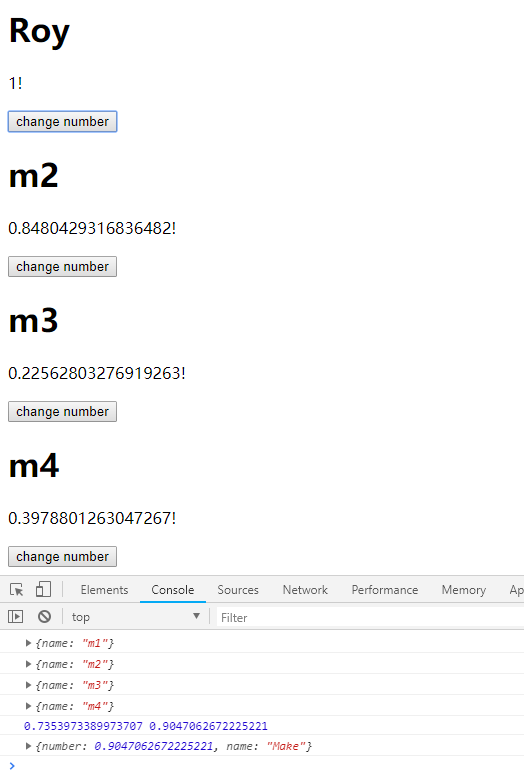 Roy
1!
change number
m2
0.8480429316836482!
change number
m3
0.22562803276919263!
change number
m4
0.3978801263047267!
change number
Elements Console Sources Network Performance Memory Ap
top Filter
{name: "m1"}
{name: "m2"}
{name: "m3"}
{name: "m4"}
0.7353973389973707 0.9047062672225221
{number: 0.9047062672225221, name: "Make"}